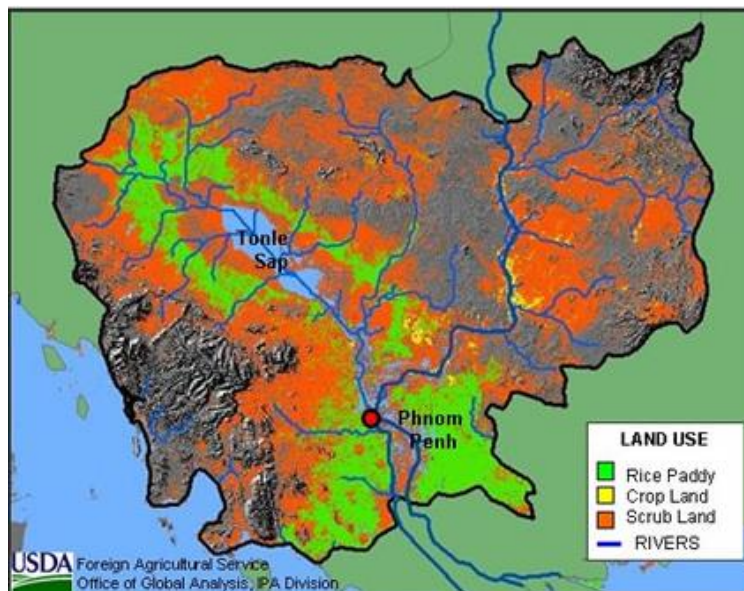 Tonle
Sap
Phnom
Penh
LAND USE
Rice Paddy
Crop Land
Scrub Land
RIVERS
USDA Foreign Agricultural Service
Office of Global Analysis, IPA Division